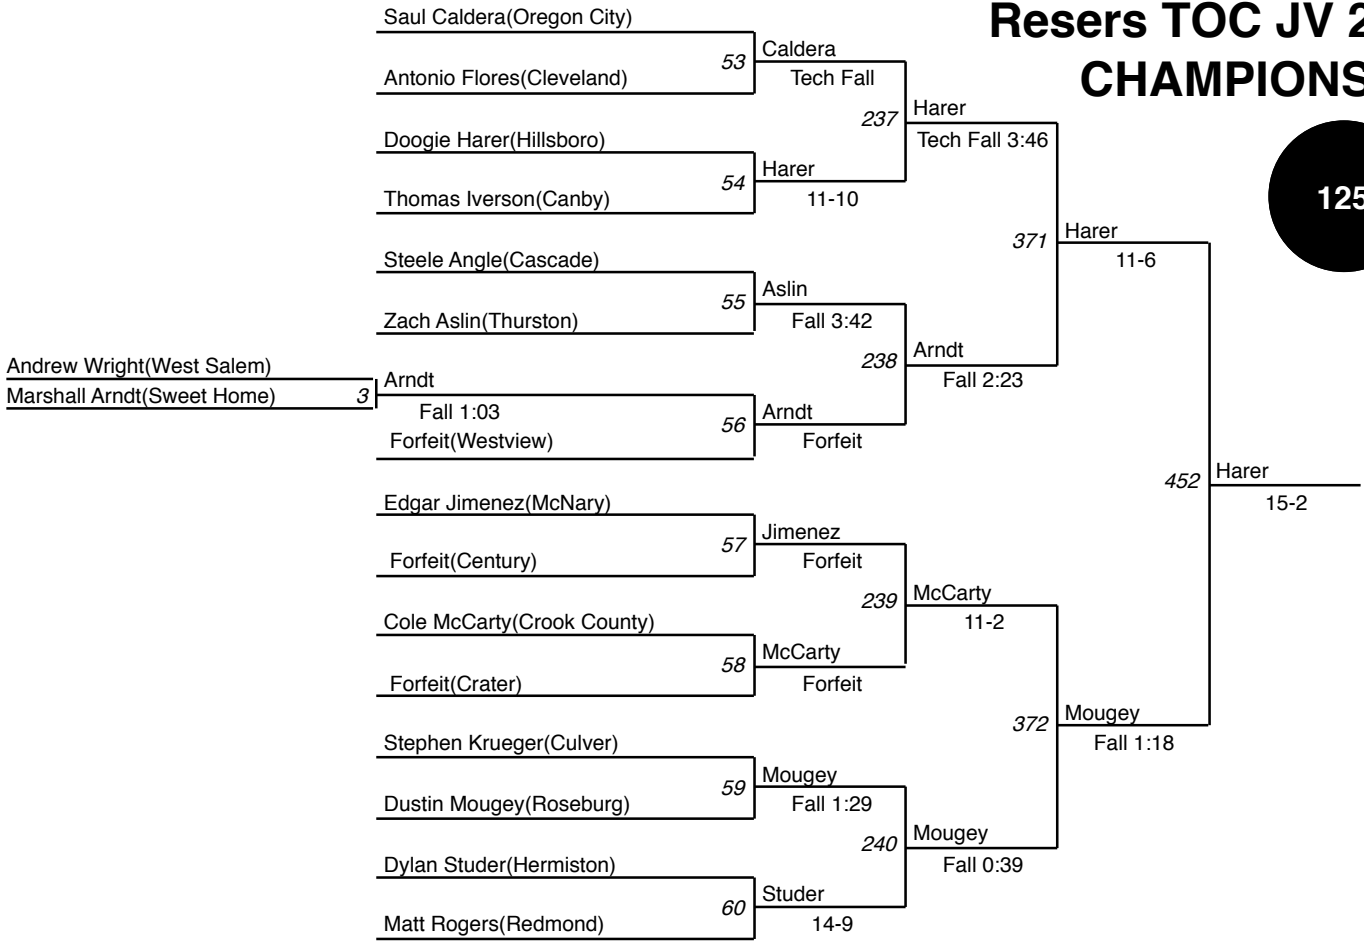 Resers TOC JV 2
CHAMPIONS
125
Saul Caldera(Oregon City)
53
Caldera
Antonio Flores(Cleveland)
Tech Fall
237
Harer
Tech Fall 3:46
Doogie Harer(Hillsboro)
54
Harer
Thomas Iverson(Canby)
11-10
371
Harer
11-6
Steele Angle(Cascade)
55
Aslin
Zach Aslin(Thurston)
Fall 3:42
238
Arndt
Fall 2:23
Andrew Wright(West Salem)
Marshall Arndt(Sweet Home)
3
Arndt
Fall 1:03
56
Arndt
Forfeit(Westview)
Forfeit
452
Harer
15-2
Edgar Jimenez(McNary)
57
Jimenez
Forfeit(Century)
Forfeit
239
McCarty
11-2
Cole McCarty(Crook County)
58
McCarty
Forfeit(Crater)
Forfeit
372
Mougey
Fall 1:18
Stephen Krueger(Culver)
59
Mougey
Dustin Mougey(Roseburg)
Fall 1:29
240
Mougey
Fall 0:39
Dylan Studer(Hermiston)
60
Studer
Matt Rogers(Redmond)
14-9